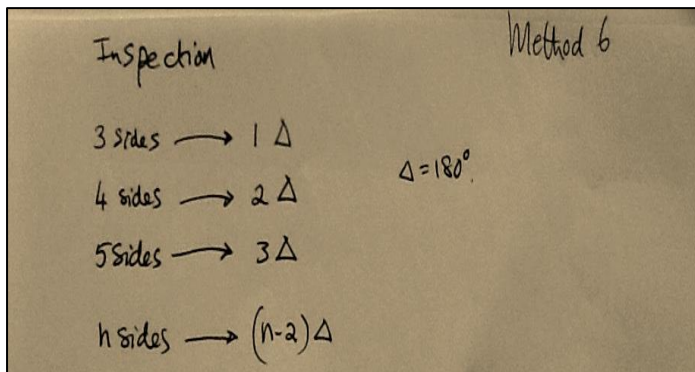 Method 6
Inspection
3 sides → 1 Δ
Δ = 180°.
4 sides → 2 Δ
5 sides → 3 Δ
n sides → (n-2) Δ